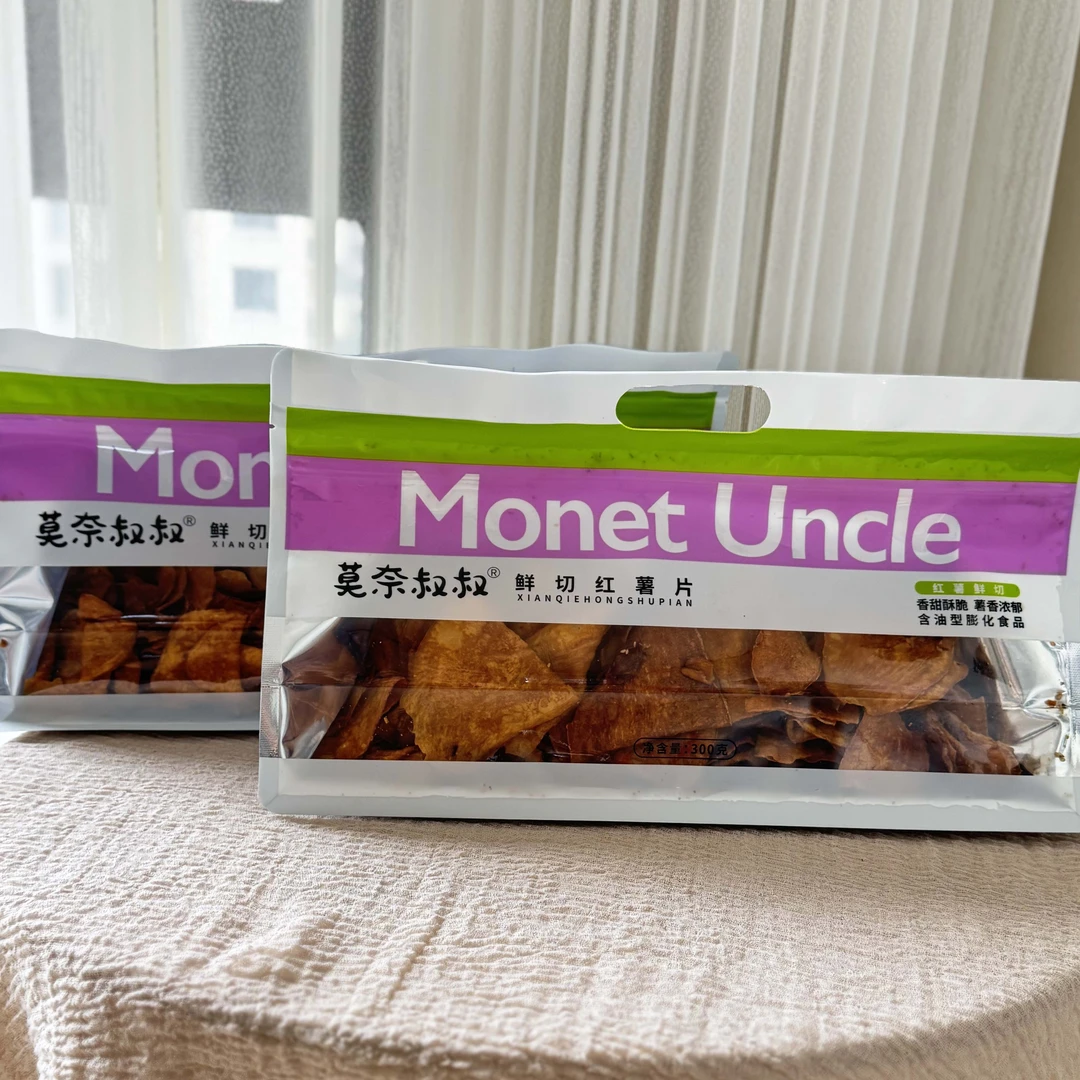 Mon
莫奈叔叔® 鲜切
XIANQIE
Monet Uncle
莫奈叔叔® 鲜切红薯片
XIANQIEHONGSHUPIAN
红薯鲜切
香甜酥脆 薯香浓郁
含油型膨化食品
净含量:300克